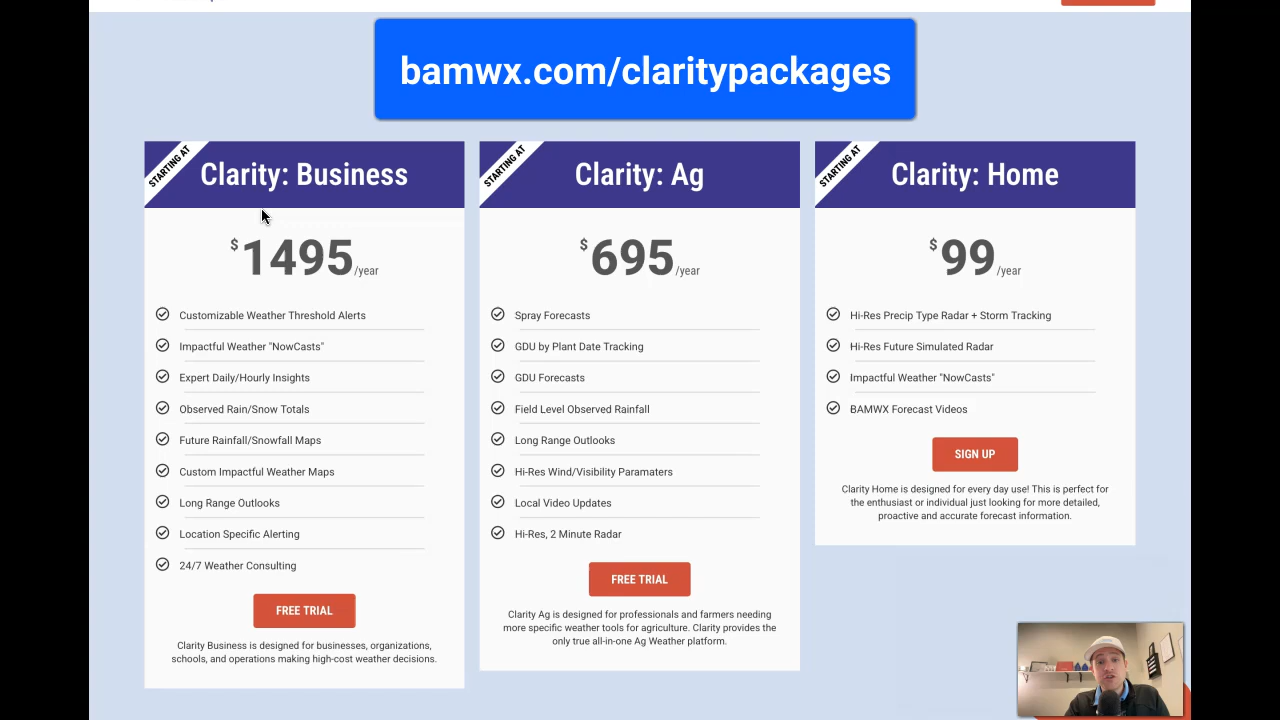 bamwx.com/claritypackages
STARTING AT
Clarity: Business
$1495/year
Customizable Weather Threshold Alerts
Impactful Weather "NowCasts"
Expert Daily/Hourly Insights
Observed Rain/Snow Totals
Future Rainfall/Snowfall Maps
Custom Impactful Weather Maps
Long Range Outlooks
Location Specific Alerting
24/7 Weather Consulting
FREE TRIAL
Clarity Business is designed for businesses, organizations,
schools, and operations making high-cost weather decisions.
STARTING AT
Clarity: Ag
$695/year
Spray Forecasts
GDU by Plant Date Tracking
GDU Forecasts
Field Level Observed Rainfall
Long Range Outlooks
Hi-Res Wind/Visibility Paramaters
Local Video Updates
Hi-Res, 2 Minute Radar
FREE TRIAL
Clarity Ag is designed for professionals and farmers needing
more specific weather tools for agriculture. Clarity provides the
only true all-in-one Ag Weather platform.
STARTING AT
Clarity: Home
$99/year
Hi-Res Precip Type Radar + Storm Tracking
Hi-Res Future Simulated Radar
Impactful Weather "NowCasts"
BAMWX Forecast Videos
SIGN UP
Clarity Home is designed for every day use! This is perfect for
the enthusiast or individual just looking for more detailed,
proactive and accurate forecast information.